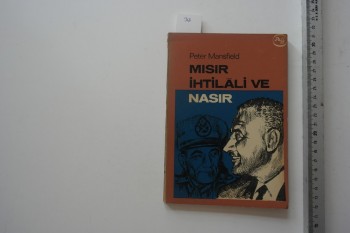 Peter Mansfield
MISIR
İHTİLALİ VE
NASIR